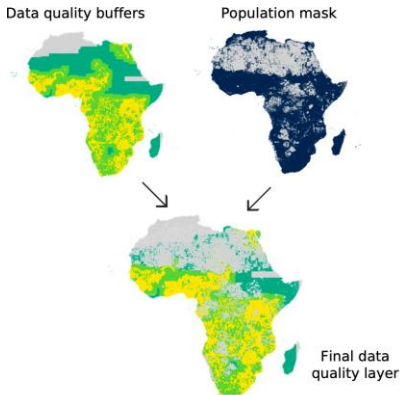 Data quality buffers
Population mask
Final data
quality layer